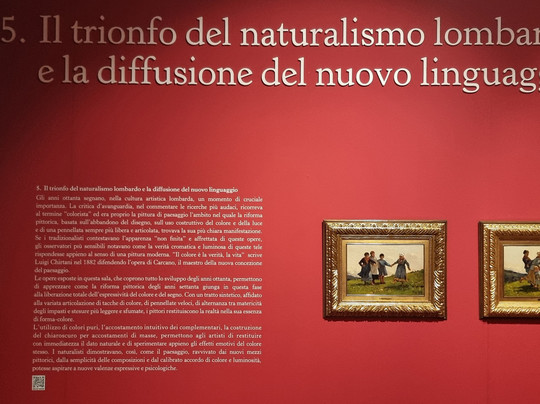 5. Il trionfo del naturalismo lombar
e la diffusione del nuovo linguagg
5. Il trionfo del naturalismo lombardo e la diffusione del nuovo linguaggio
Gli anni ottanta segnano, nella cultura artistica lombarda, un momento di cruciale
importanza. La critica d'avanguardia, nel commentare le ricerche più audaci, ricorreva
al termine "colorista" ed era proprio la pittura di paesaggio l'ambito nel quale la riforma
pittorica, basata sull'abbandono del disegno, sull'uso costruttivo del colore e della luce
e di una pennellata sempre più libera e articolata, trovava la sua più chiara manifestazione.
Se i tradizionalisti contestavano l'apparenza "non finita" e affrettata di queste opere,
gli osservatori più sensibili notavano come la verità cromatica e luminosa di queste tele
rispondesse appieno al senso di una pittura moderna. "Il colore è la verità, la vita" scrive
Luigi Chirtani nel 1882 difendendo l'opera di Carcano, il maestro della nuova concezione
del paesaggio.
Le opere esposte in questa sala, che coprono tutto lo sviluppo degli anni ottanta, permettono
di apprezzare come la riforma pittorica degli anni settanta giunga in questa fase
alla liberazione totale dell'espressività del colore e del segno. Con un tratto sintetico, affidato
alla variata articolazione di tacche di colore, di pennellate veloci, di alternanza tra matericità
degli impasti e stesure più leggere e sfumate, i pittori restituiscono la realtà nella sua essenza
di forma-colore.
L'utilizzo di colori puri, l'accostamento intuitivo dei complementari, la costruzione
del chiaroscuro per accostamenti di masse, permettono agli artisti di restituire
con immediatezza il dato naturale e di sperimentare appieno gli effetti emotivi del colore
stesso. I naturalisti dimostravano, così, come il paesaggio, ravvivato dai nuovi mezzi
pittorici, dalla semplicità delle composizioni e dal calibrato accordo di colore e luminosità,
potesse aspirare a nuove valenze espressive e psicologiche.